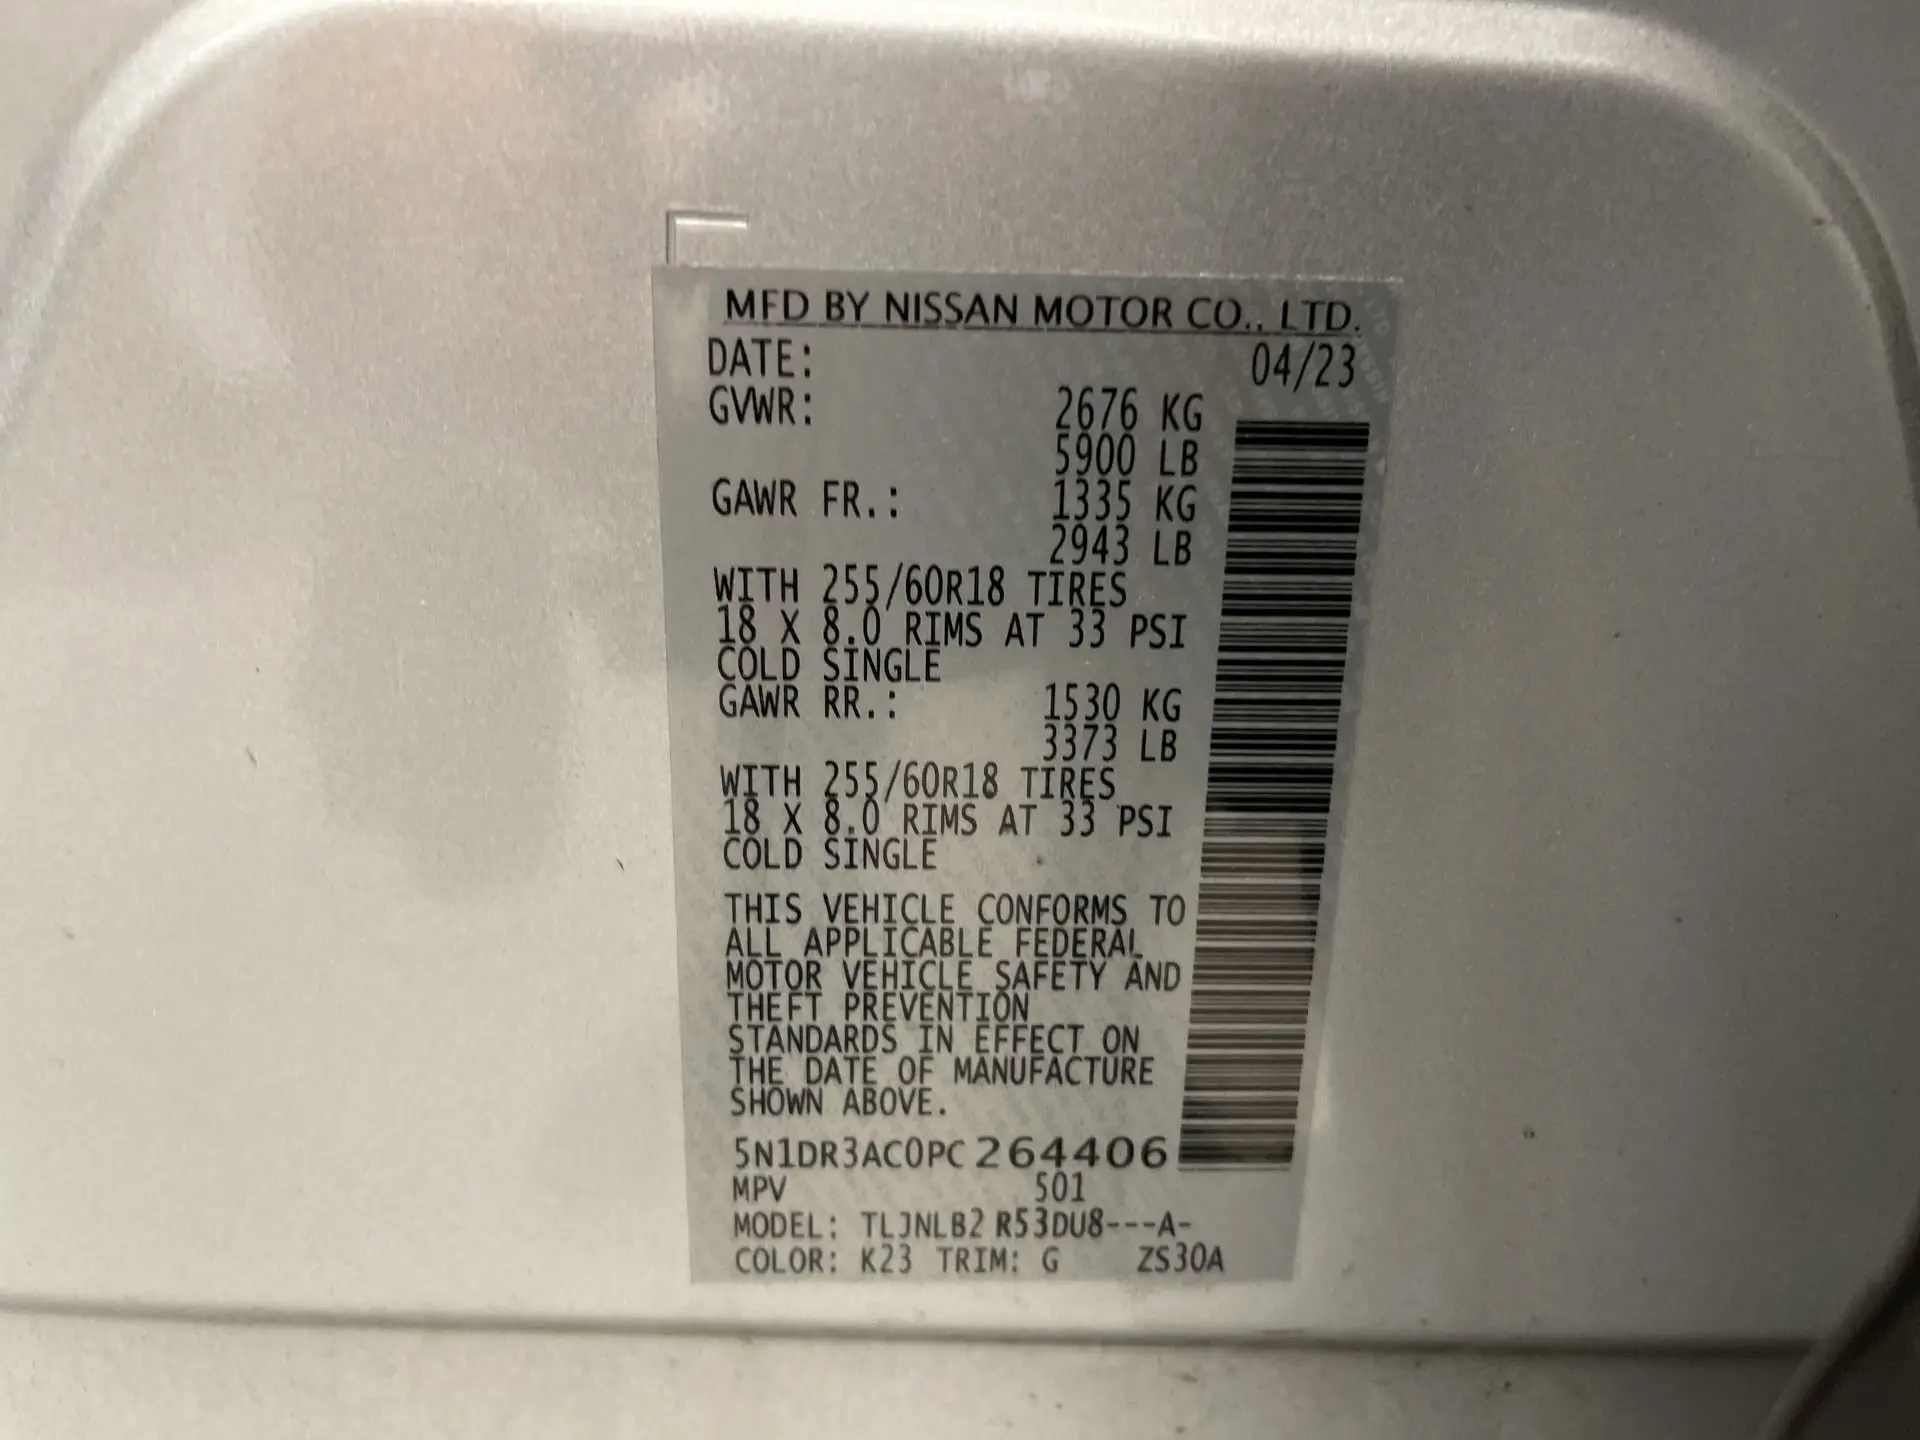 MFD BY NISSAN MOTOR CO., LTD.
DATE: 04/23
GVWR: 2676 KG
5900 LB
GAWR FR.: 1335 KG
2943 LB
WITH 255/60R18 TIRES
18 X 8.0 RIMS AT 33 PSI
COLD SINGLE
GAWR RR.: 1530 KG
3373 LB
WITH 255/60R18 TIRES
18 X 8.0 RIMS AT 33 PSI
COLD SINGLE
THIS VEHICLE CONFORMS TO
ALL APPLICABLE FEDERAL
MOTOR VEHICLE SAFETY AND
THEFT PREVENTION
STANDARDS IN EFFECT ON
THE DATE OF MANUFACTURE
SHOWN ABOVE.
5N1DR3AC0PC264406
MPV 501
MODEL: TLJNLB2 R53DU8---A-
COLOR: K23 TRIM: G ZS30A